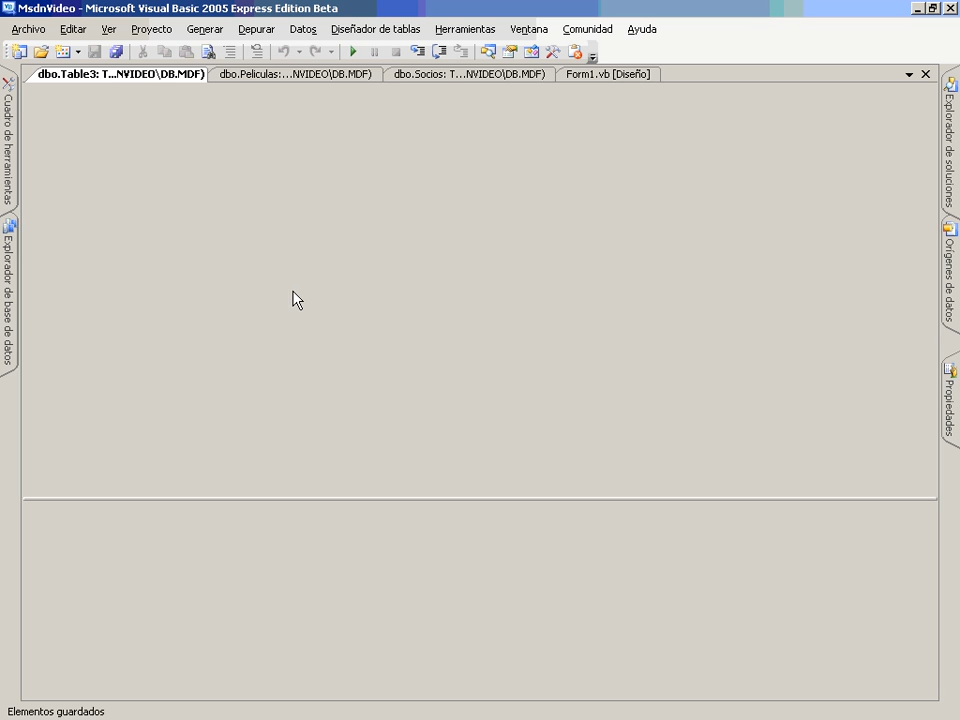 MsdnVideo - Microsoft Visual Basic 2005 Express Edition Beta
Archivo Editar Ver Proyecto Generar Depurar Datos Diseñador de tablas Herramientas Ventana Comunidad Ayuda
dbo.Table3: T...NVIDEO\DB.MDF) dbo.Peliculas:...NVIDEO\DB.MDF) dbo.Socios: T...NVIDEO\DB.MDF) Form1.vb [Diseño]
Cuadro de herramientas
Explorador de base de datos
Explorador de soluciones
Orígenes de datos
Propiedades
Elementos guardados